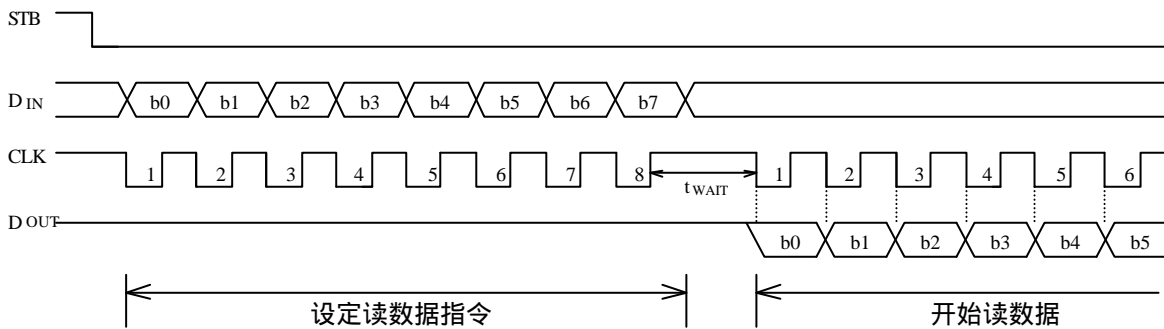 STB
D IN b0 b1 b2 b3 b4 b5 b6 b7
CLK 1 2 3 4 5 6 7 8 t WAIT 1 2 3 4 5 6
D OUT b0 b1 b2 b3 b4 b5
设定读数据指令 开始读数据